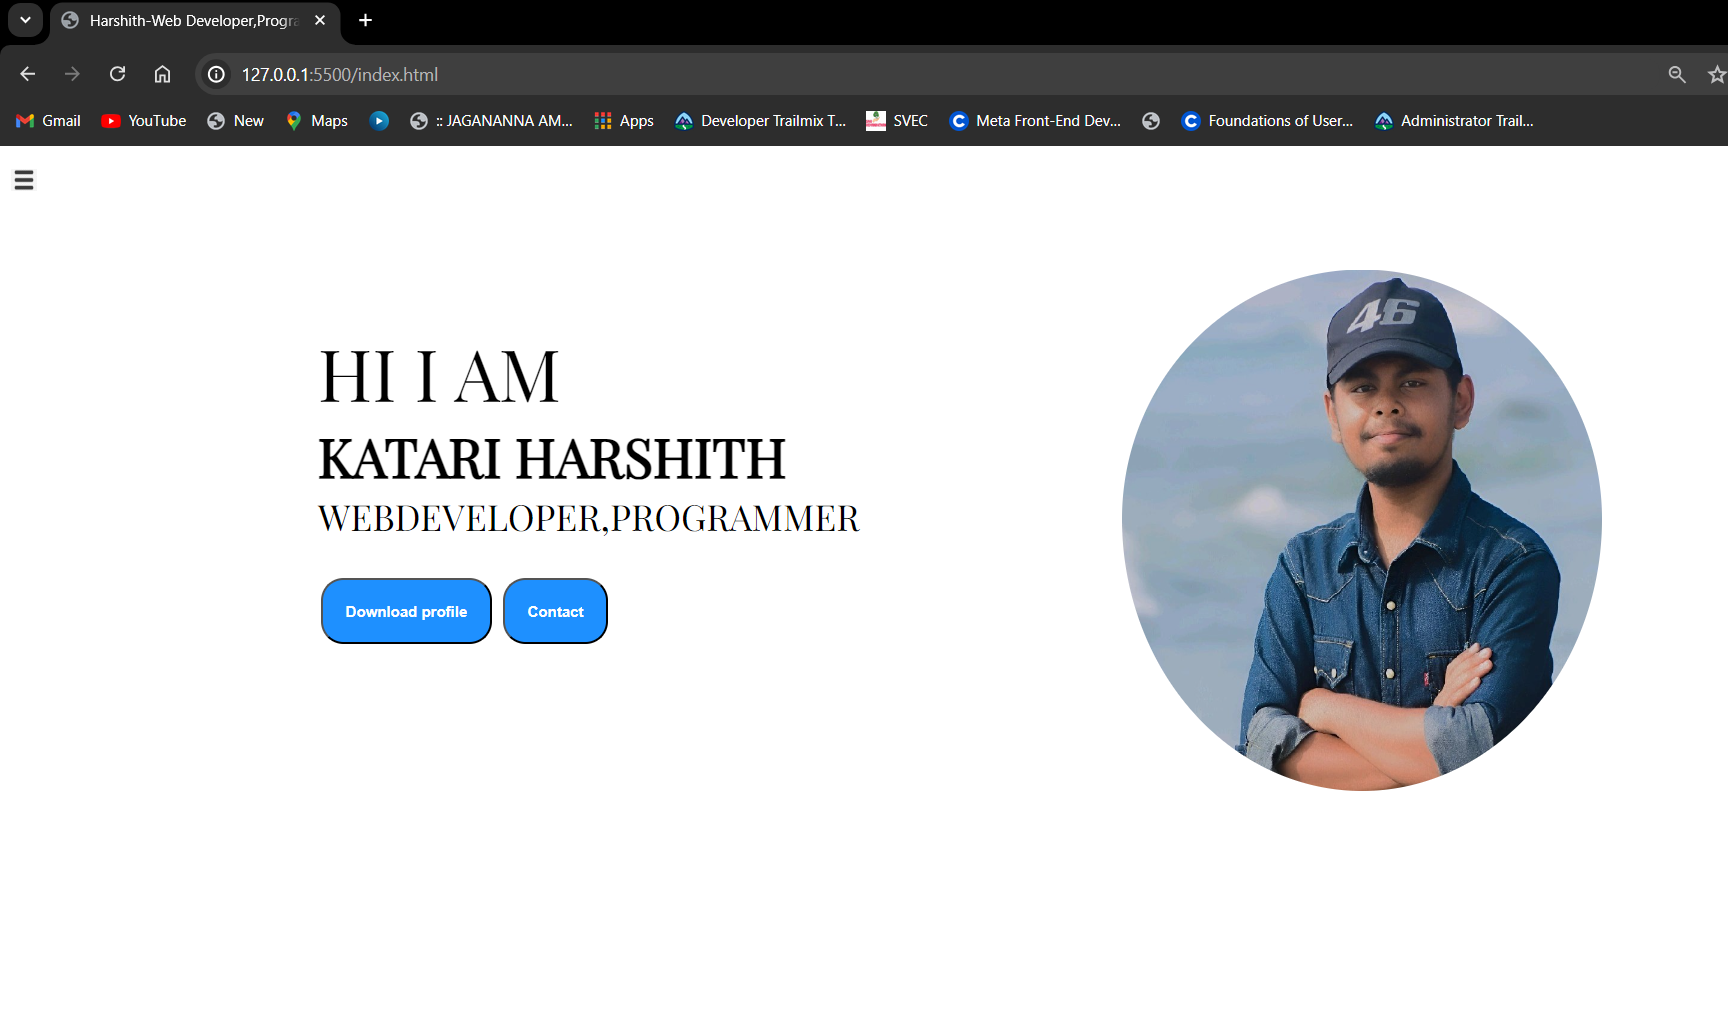 Harshith-Web Developer,Progra
127.0.0.1:5500/index.html
Gmail YouTube New Maps :: JAGANANNA AM... Apps Developer Trailmix T... SVEC Meta Front-End Dev... Foundations of User... Administrator Trail...
46
HI I AM
KATARI HARSHITH
WEBDEVELOPER,PROGRAMMER
Download profile Contact